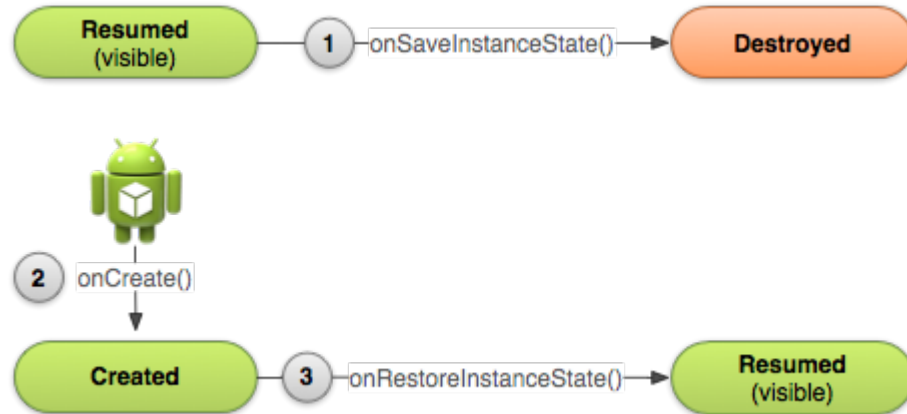 Resumed
(visible)
1
onSaveInstanceState()
Destroyed
2
onCreate()
Created
3
onRestoreInstanceState()
Resumed
(visible)